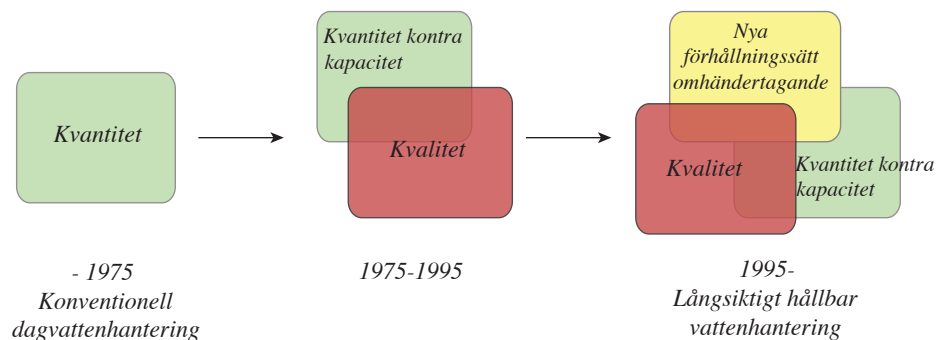 Kvantitet
Kvantitet kontra
kapacitet
Kvalitet
Nya
förhållningssätt
omhändertagande
Kvalitet
Kvantitet kontra
kapacitet
- 1975
Konventionell
dagvattenhantering
1975-1995
1995-
Långsiktigt hållbar
vattenhantering